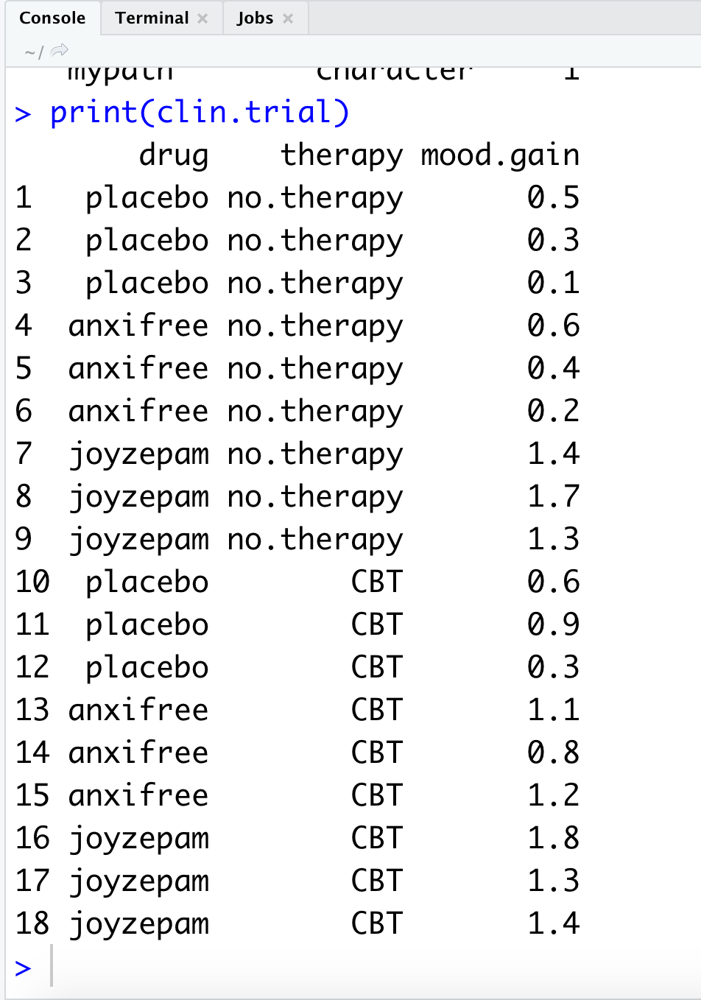 Console Terminal × Jobs ×
~/
mypath character 1
> print(clin.trial)
drug therapy mood.gain
1 placebo no.therapy 0.5
2 placebo no.therapy 0.3
3 placebo no.therapy 0.1
4 anxifree no.therapy 0.6
5 anxifree no.therapy 0.4
6 anxifree no.therapy 0.2
7 joyzepam no.therapy 1.4
8 joyzepam no.therapy 1.7
9 joyzepam no.therapy 1.3
10 placebo CBT 0.6
11 placebo CBT 0.9
12 placebo CBT 0.3
13 anxifree CBT 1.1
14 anxifree CBT 0.8
15 anxifree CBT 1.2
16 joyzepam CBT 1.8
17 joyzepam CBT 1.3
18 joyzepam CBT 1.4
>